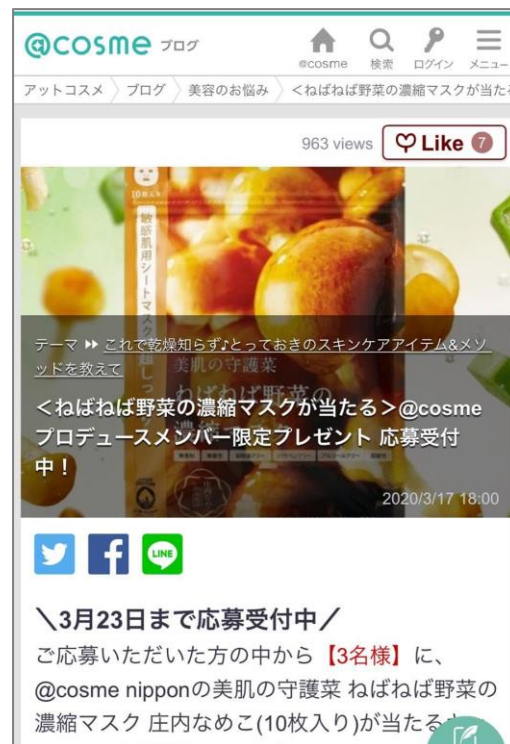 @cosme ブログ
@cosme 検索 ログイン メニュー
アットコスメ 〉 ブログ 〉 美容のお悩み 〉 <ねばねば野菜の濃縮マスクが当たる
963 views Like 7
10枚入り
敏感肌用シートマスク
テーマ ▸▸ これで乾燥知らず♪とっておきのスキンケアアイテム&メソ
ッドを教えて
美肌の守護菜
ねばねば野菜の
濃縮マスク
<ねばねば野菜の濃縮マスクが当たる>@cosme
プロデュースメンバー限定プレゼント 応募受付
中！
2020/3/17 18:00
LINE
＼3月23日まで応募受付中／
ご応募いただいた方の中から【3名様】に、
@cosme nipponの美肌の守護菜 ねばねば野菜の
濃縮マスク 庄内なめこ(10枚入り)が当たる